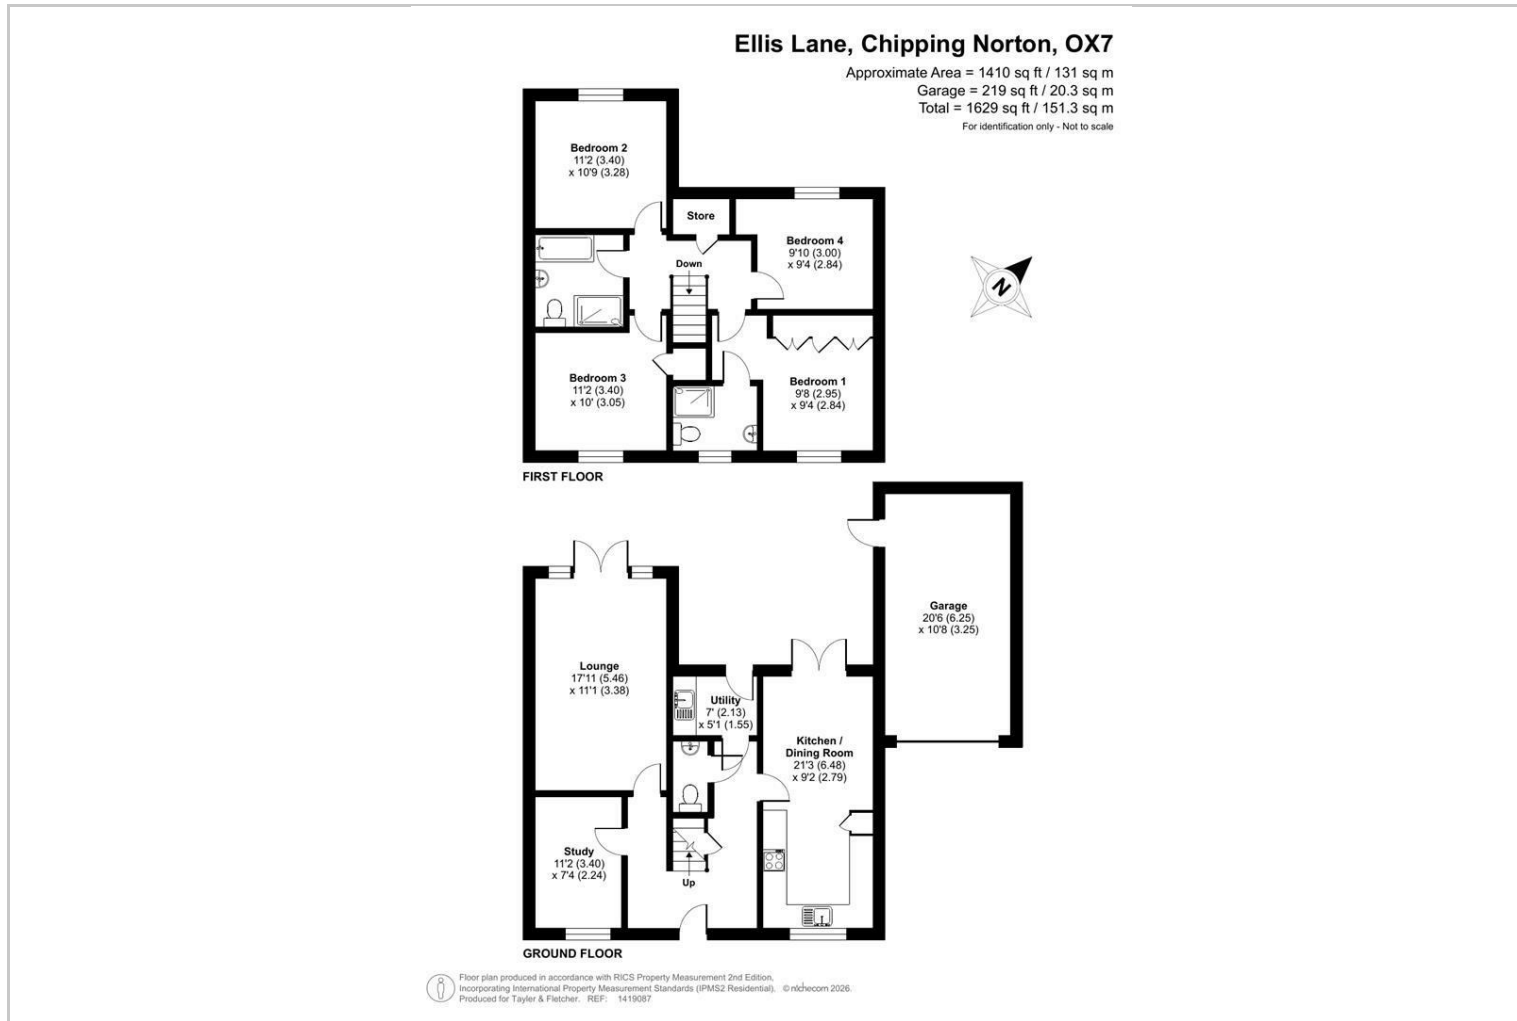 Ellis Lane, Chipping Norton, OX7
Approximate Area = 1410 sq ft / 131 sq m
Garage = 219 sq ft / 20.3 sq m
Total = 1629 sq ft / 151.3 sq m
For identification only - Not to scale
Bedroom 2
11'2 (3.40)
x 10'9 (3.28)
Store
Bedroom 4
9'10 (3.00)
x 9'4 (2.84)
Down
N
Bedroom 3
11'2 (3.40)
x 10' (3.05)
Bedroom 1
9'8 (2.95)
x 9'4 (2.84)
FIRST FLOOR
Garage
20'6 (6.25)
x 10'8 (3.25)
Lounge
17'11 (5.46)
x 11'1 (3.38)
Utility
7' (2.13)
x 5'1 (1.55)
Kitchen /
Dining Room
21'3 (6.48)
x 9'2 (2.79)
Study
11'2 (3.40)
x 7'4 (2.24)
Up
GROUND FLOOR
Floor plan produced in accordance with RICS Property Measurement 2nd Edition.
Incorporating International Property Measurement Standards (IPMS2 Residential). © nichecom 2026.
Produced for Tayler & Fletcher. REF: 1419087